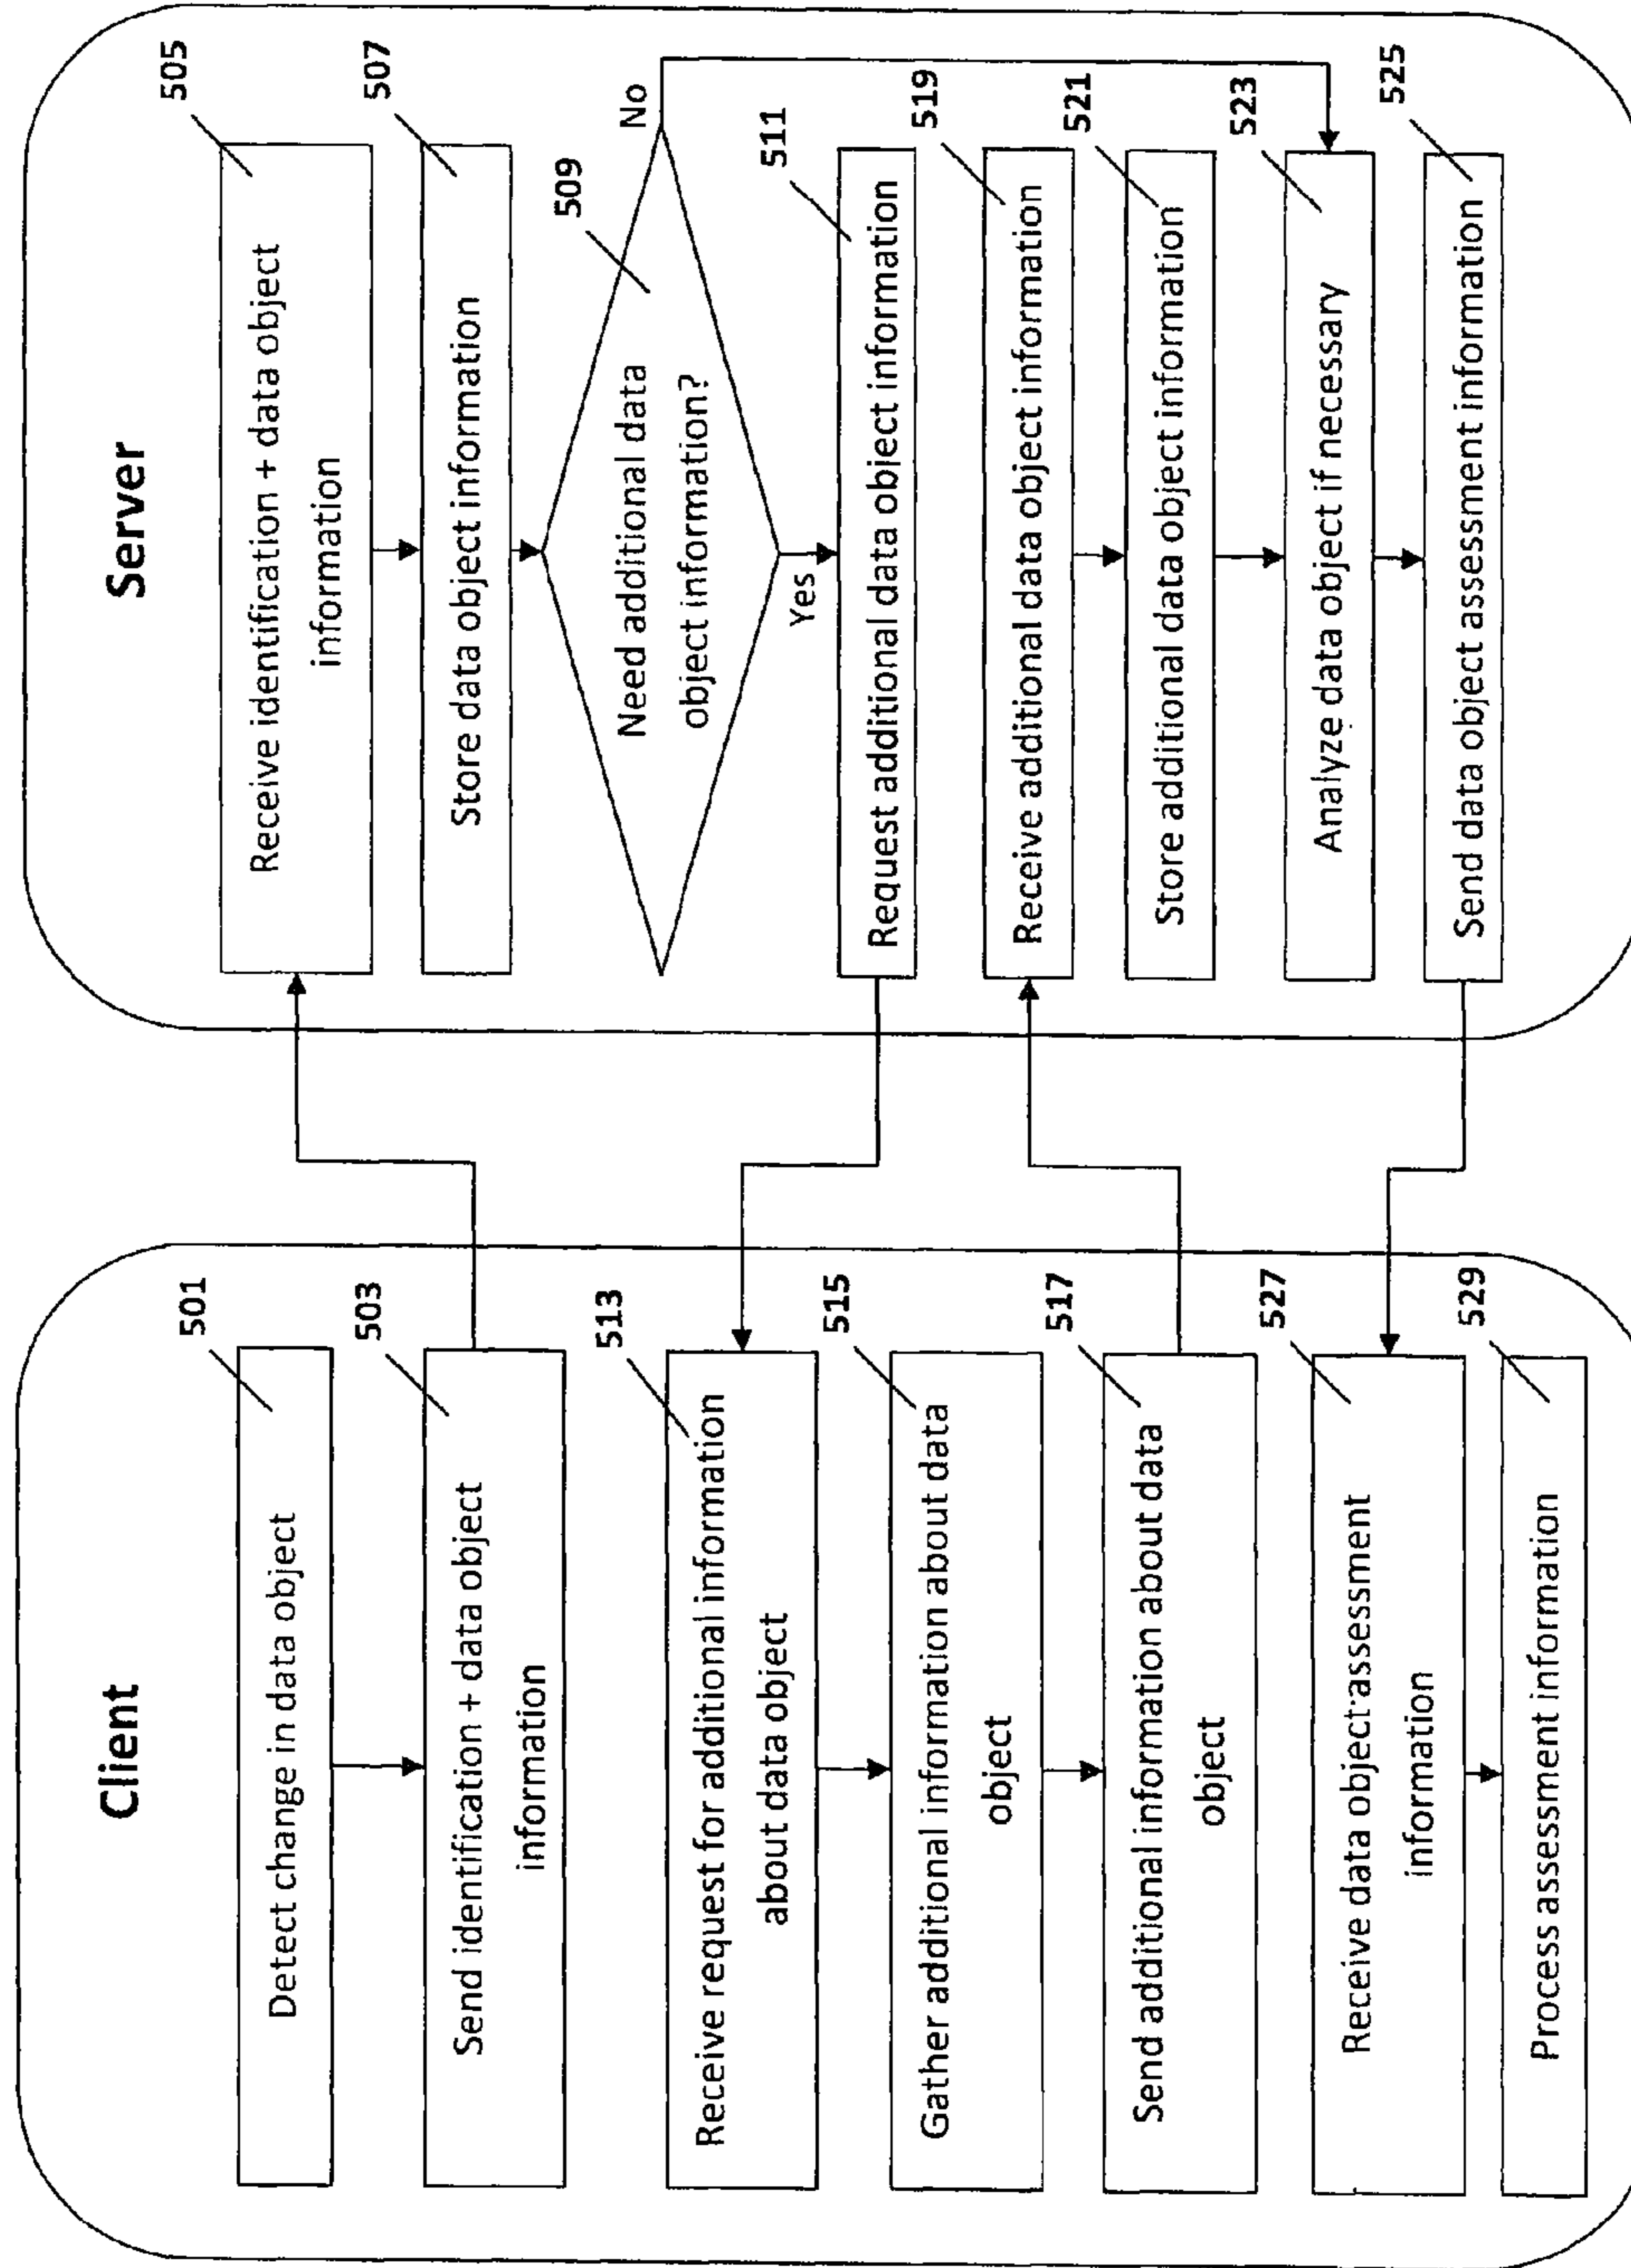 Client
501
Detect change in data object
503
Send identification + data object
information
513
Receive request for additional information
about data object
515
Gather additional information about data
object
517
Send additional information about data
object
527
Receive data object assessment
information
529
Process assessment information
Server
505
Receive identification + data object
information
507
Store data object information
509
Need additional data
object information?
No
Yes
511
Request additional data object information
519
Receive additional data object information
521
Store additional data object information
523
Analyze data object if necessary
525
Send data object assessment information